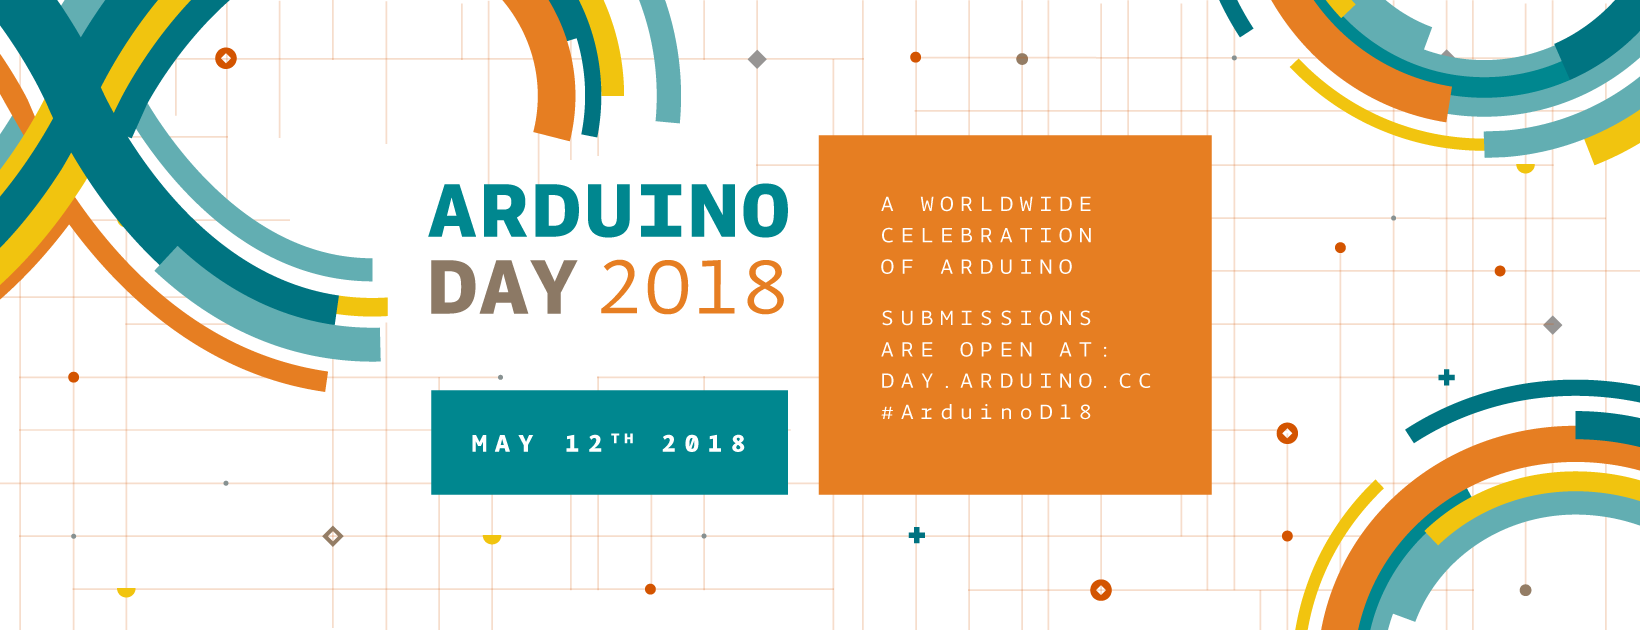 ARDUINO
DAY 2018
MAY 12TH 2018
A WORLDWIDE
CELEBRATION
OF ARDUINO
SUBMISSIONS
ARE OPEN AT:
DAY.ARDUINO.CC
#ArduinoD18